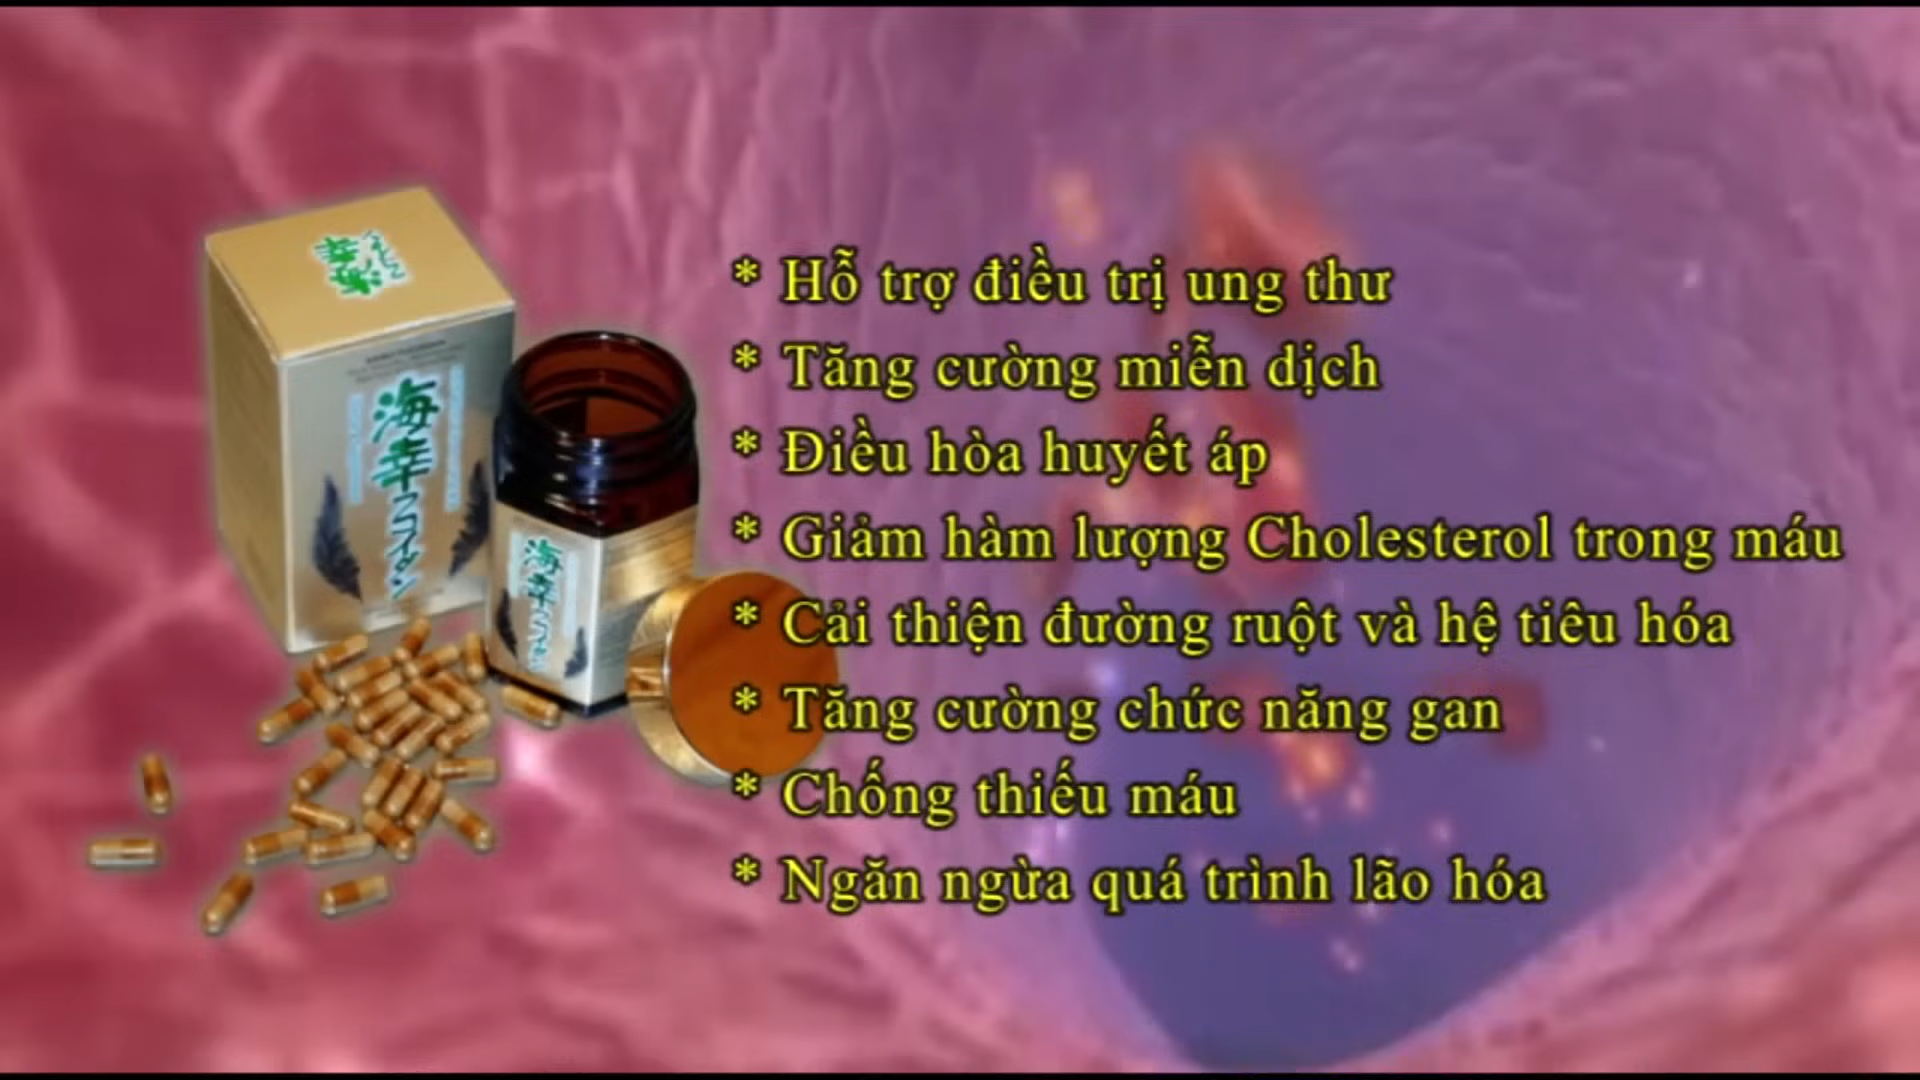 * Hỗ trợ điều trị ung thư
* Tăng cường miễn dịch
* Điều hòa huyết áp
* Giảm hàm lượng Cholesterol trong máu
* Cải thiện đường ruột và hệ tiêu hóa
* Tăng cường chức năng gan
* Chống thiếu máu
* Ngăn ngừa quá trình lão hóa
海幸フコイダン
海幸フコイダン